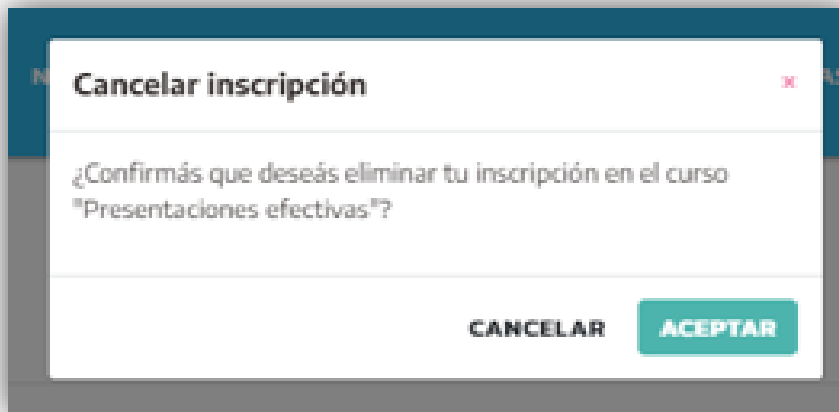 Cancelar inscripción
¿Confirmás que deseás eliminar tu inscripción en el curso
"Presentaciones efectivas"?
CANCELAR ACEPTAR